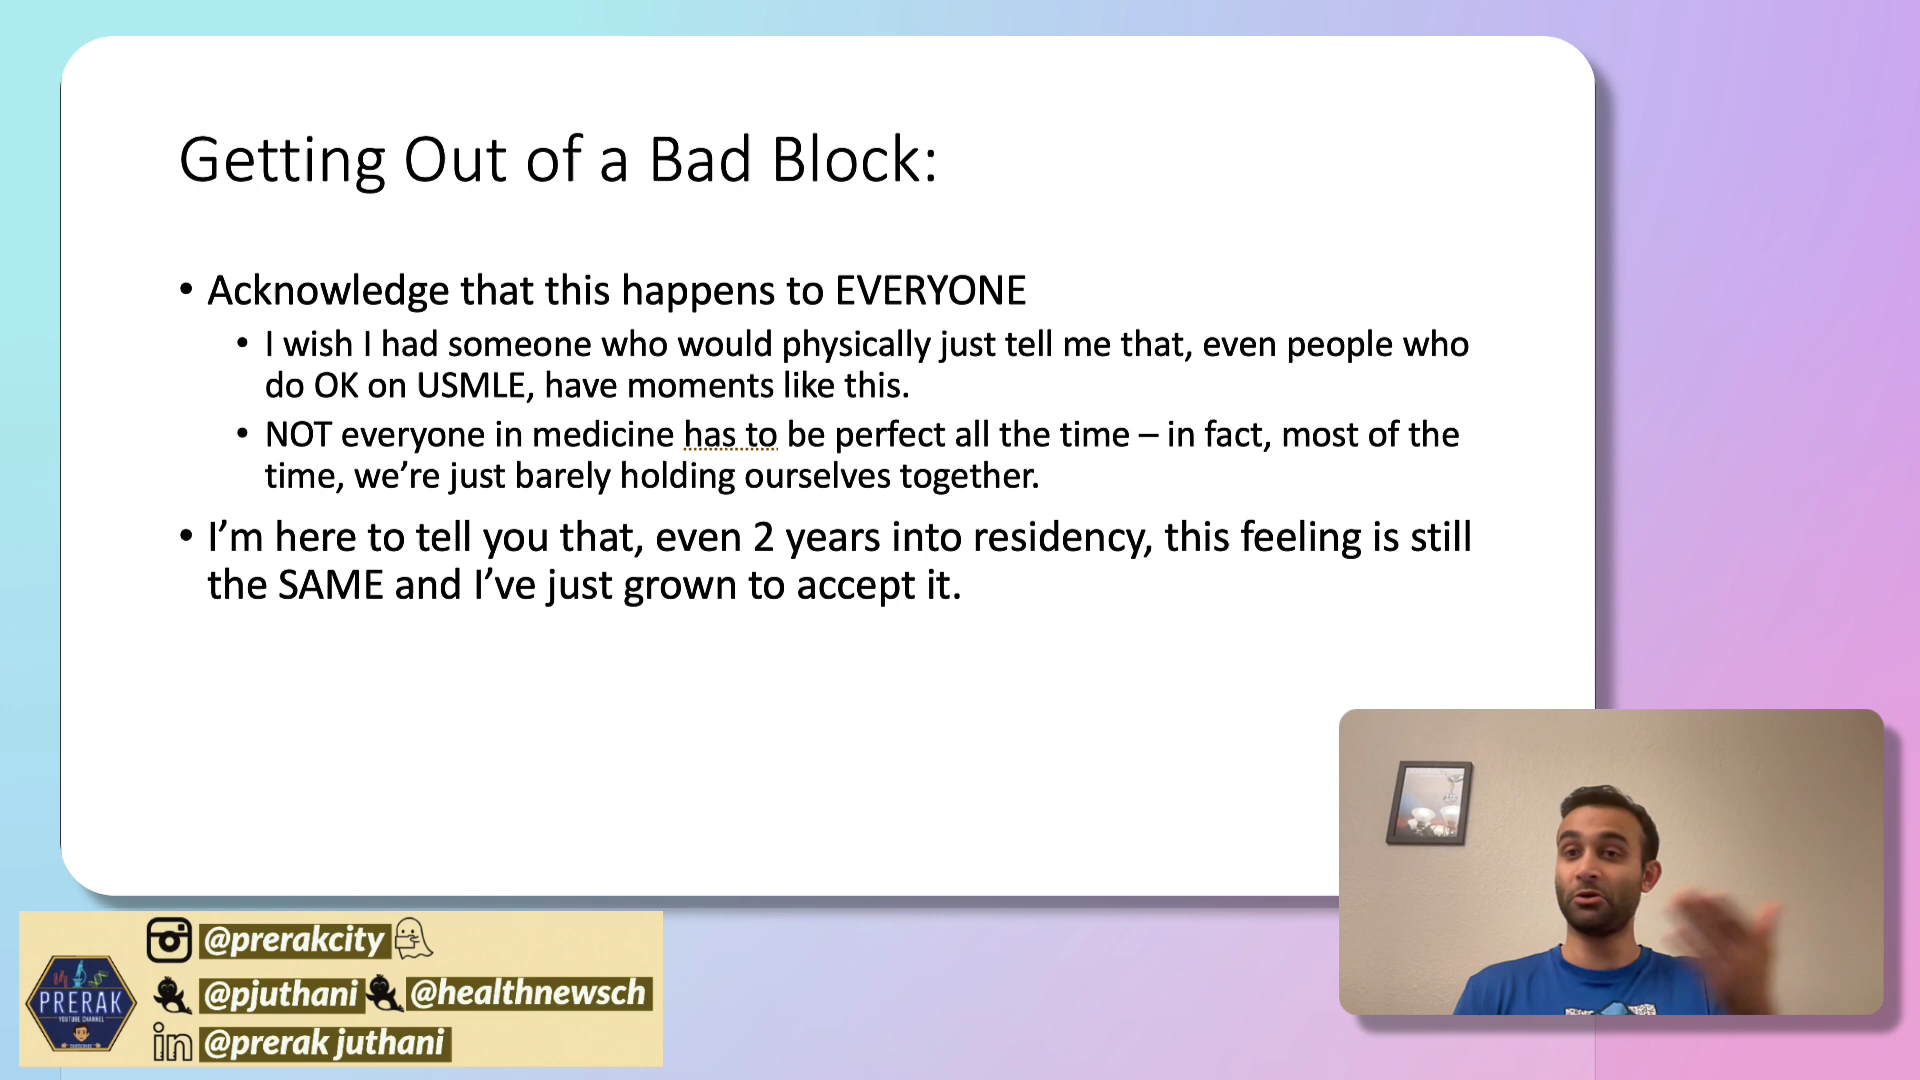 Getting Out of a Bad Block:
• Acknowledge that this happens to EVERYONE
• I wish I had someone who would physically just tell me that, even people who
do OK on USMLE, have moments like this.
• NOT everyone in medicine has to be perfect all the time – in fact, most of the
time, we’re just barely holding ourselves together.
• I’m here to tell you that, even 2 years into residency, this feeling is still
the SAME and I’ve just grown to accept it.
@prerakcity
@pjuthani @healthnewsch
in @prerak juthani
PRERAK
YOUTUBE CHANNEL
SUBSCRIBE